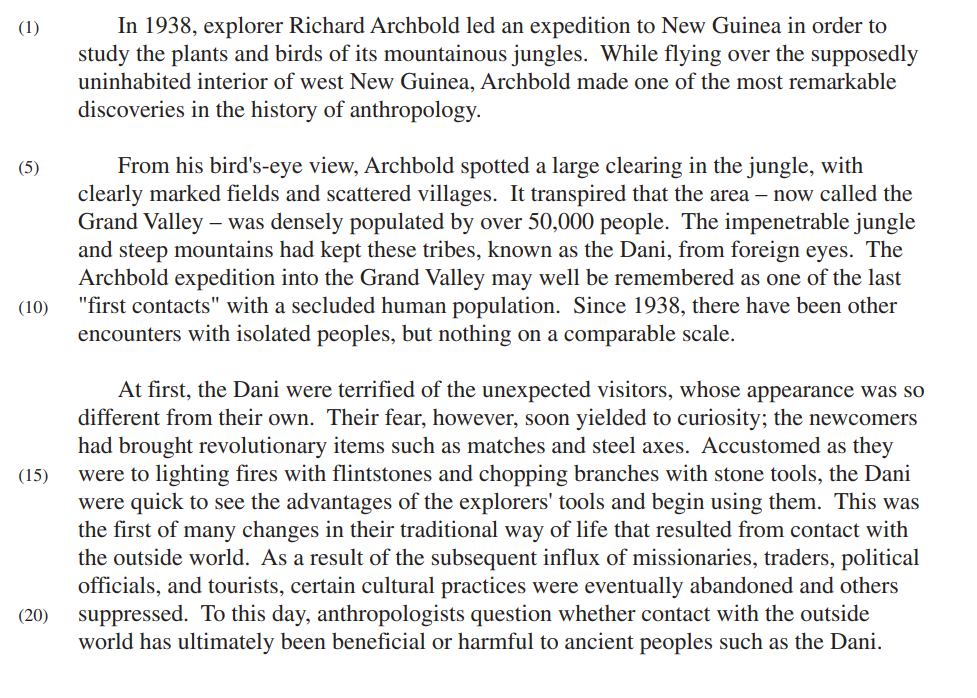 (1) In 1938, explorer Richard Archbold led an expedition to New Guinea in order to
study the plants and birds of its mountainous jungles. While flying over the supposedly
uninhabited interior of west New Guinea, Archbold made one of the most remarkable
discoveries in the history of anthropology.
(5) From his bird's-eye view, Archbold spotted a large clearing in the jungle, with
clearly marked fields and scattered villages. It transpired that the area – now called the
Grand Valley – was densely populated by over 50,000 people. The impenetrable jungle
and steep mountains had kept these tribes, known as the Dani, from foreign eyes. The
Archbold expedition into the Grand Valley may well be remembered as one of the last
(10) "first contacts" with a secluded human population. Since 1938, there have been other
encounters with isolated peoples, but nothing on a comparable scale.
At first, the Dani were terrified of the unexpected visitors, whose appearance was so
different from their own. Their fear, however, soon yielded to curiosity; the newcomers
had brought revolutionary items such as matches and steel axes. Accustomed as they
(15) were to lighting fires with flintstones and chopping branches with stone tools, the Dani
were quick to see the advantages of the explorers' tools and begin using them. This was
the first of many changes in their traditional way of life that resulted from contact with
the outside world. As a result of the subsequent influx of missionaries, traders, political
officials, and tourists, certain cultural practices were eventually abandoned and others
(20) suppressed. To this day, anthropologists question whether contact with the outside
world has ultimately been beneficial or harmful to ancient peoples such as the Dani.